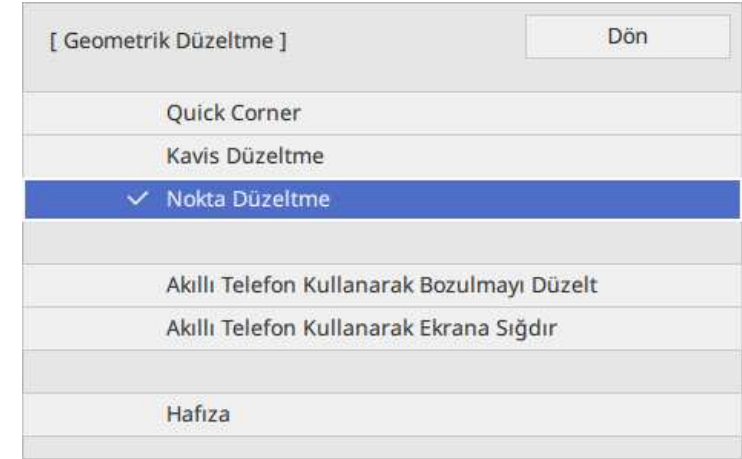 [ Geometrik Düzeltme ]
Dön
Quick Corner
Kavis Düzeltme
✓ Nokta Düzeltme
Akıllı Telefon Kullanarak Bozulmayı Düzelt
Akıllı Telefon Kullanarak Ekrana Sığdır
Hafıza